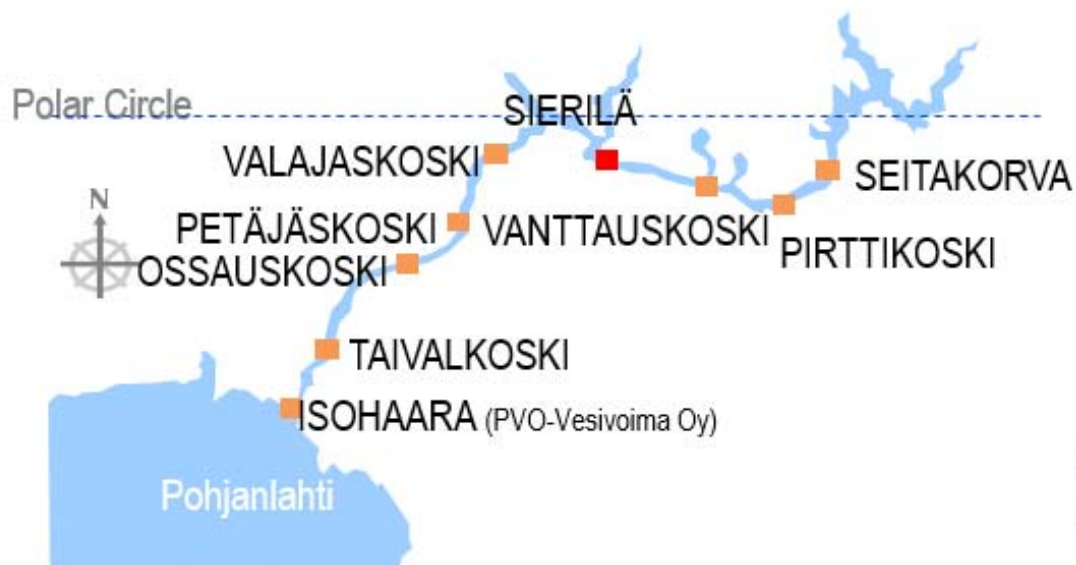 Polar Circle
SIERILÄ
VALAJASKOSKI
SEITAKORVA
N
PETÄJÄSKOSKI
VANTTAUSKOSKI
PIRTTIKOSKI
OSSAUSKOSKI
TAIVALKOSKI
ISOHAARA (PVO-Vesivoima Oy)
Pohjanlahti